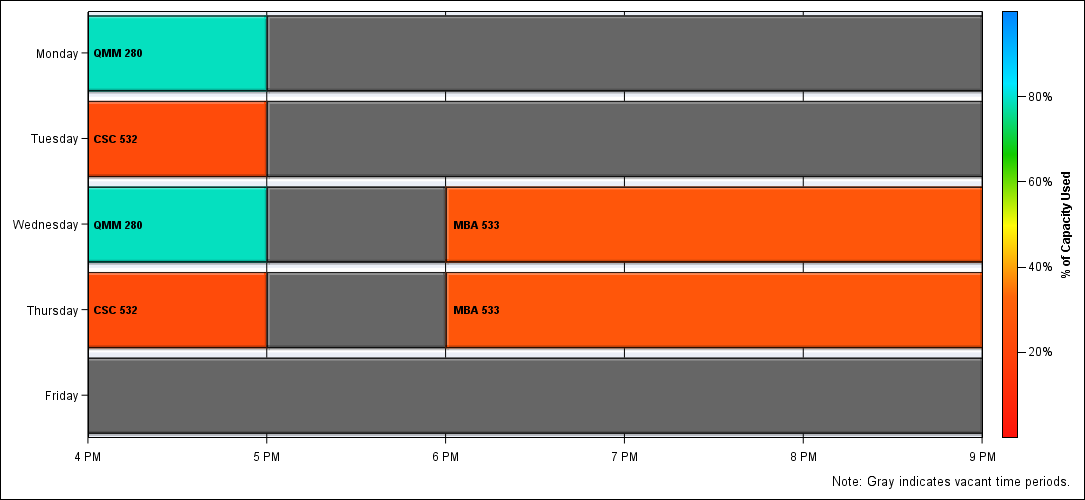 Monday
QMM 280
Tuesday
CSC 532
Wednesday
QMM 280
MBA 533
Thursday
CSC 532
MBA 533
Friday
4 PM
5 PM
6 PM
7 PM
8 PM
9 PM
80%
60%
40%
20%
% of Capacity Used
Note: Gray indicates vacant time periods.